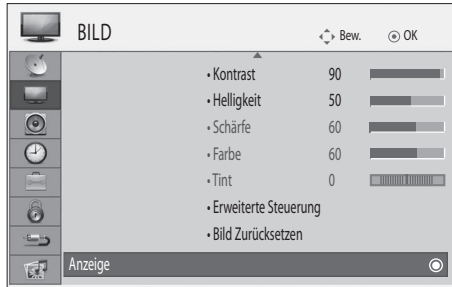 BILD Bew. OK
• Kontrast 90
• Helligkeit 50
• Schärfe 60
• Farbe 60
• Tint 0
• Erweiterte Steuerung
• Bild Zurücksetzen
Anzeige